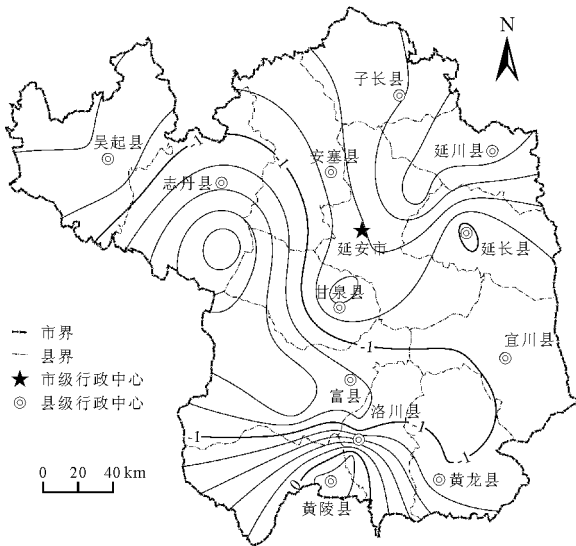 N
子长县
吴起县
-1
-1
安塞县
延川县
志丹县
延安市
延长县
甘泉县
-1
宜川县
市界
县界
市级行政中心
县级行政中心
富县
洛川县
-1
-1
-1
0
黄龙县
黄陵县
0 20 40 km